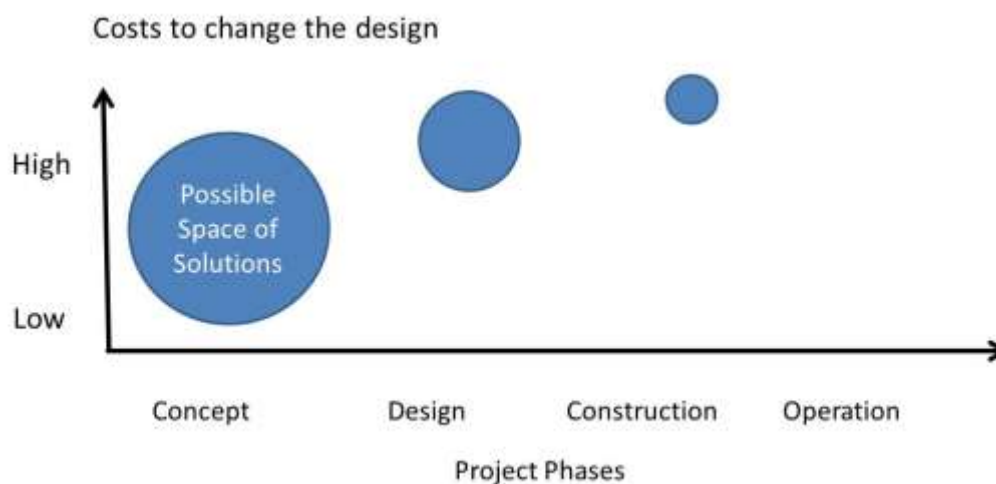 Costs to change the design
High
Possible
Space of
Solutions
Low
Concept
Design
Construction
Operation
Project Phases